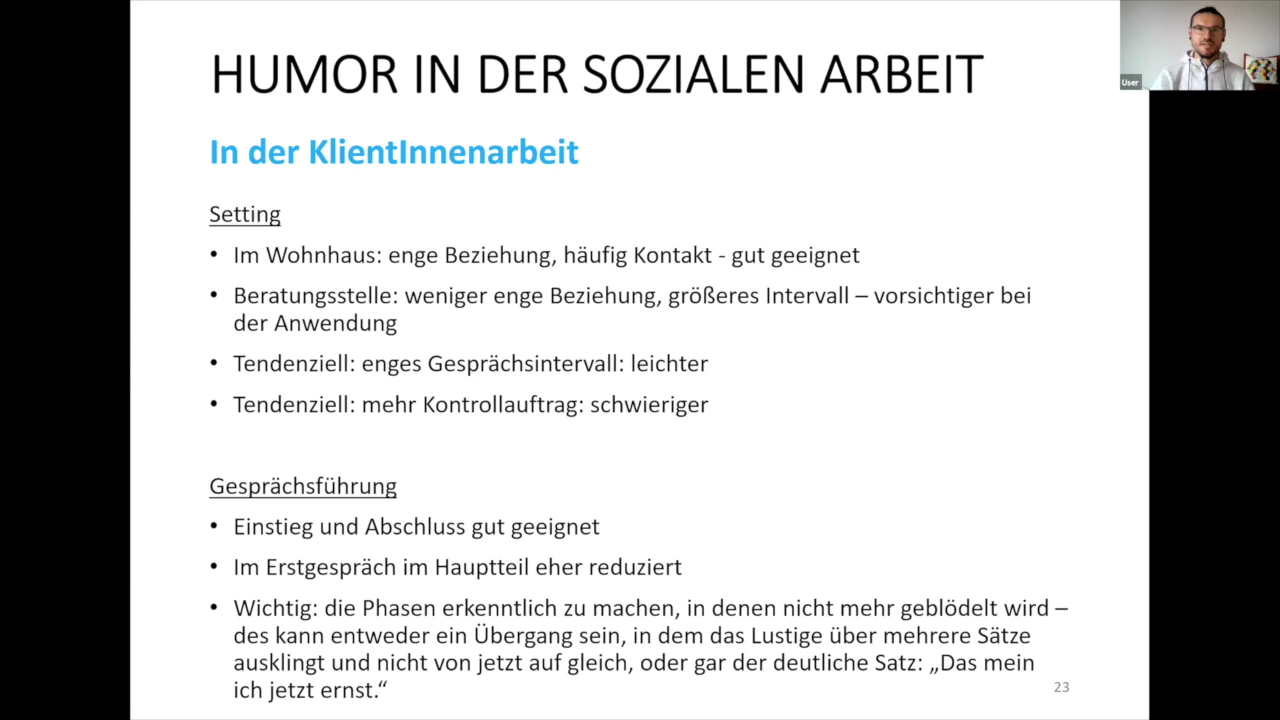 HUMOR IN DER SOZIALEN ARBEIT
User
In der KlientInnenarbeit
Setting
• Im Wohnhaus: enge Beziehung, häufig Kontakt - gut geeignet
• Beratungsstelle: weniger enge Beziehung, größeres Intervall – vorsichtiger bei
der Anwendung
• Tendenziell: enges Gesprächsintervall: leichter
• Tendenziell: mehr Kontrollauftrag: schwieriger
Gesprächsführung
• Einstieg und Abschluss gut geeignet
• Im Erstgespräch im Hauptteil eher reduziert
• Wichtig: die Phasen erkenntlich zu machen, in denen nicht mehr geblödelt wird –
des kann entweder ein Übergang sein, in dem das Lustige über mehrere Sätze
ausklingt und nicht von jetzt auf gleich, oder gar der deutliche Satz: „Das mein
ich jetzt ernst.“
23